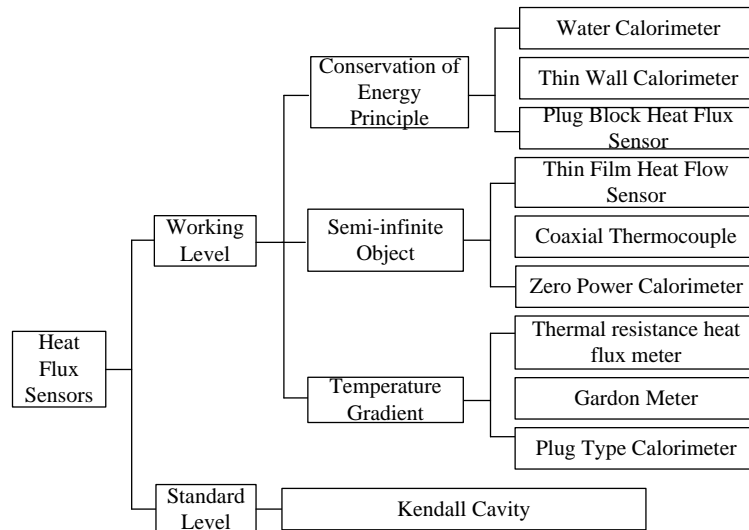 Water Calorimeter
Conservation of
Energy
Principle
Thin Wall Calorimeter
Plug Block Heat Flux
Sensor
Thin Film Heat Flow
Sensor
Working
Level
Semi-infinite
Object
Coaxial Thermocouple
Zero Power Calorimeter
Heat
Flux
Sensors
Thermal resistance heat
flux meter
Temperature
Gradient
Gardon Meter
Plug Type Calorimeter
Standard
Level
Kendall Cavity